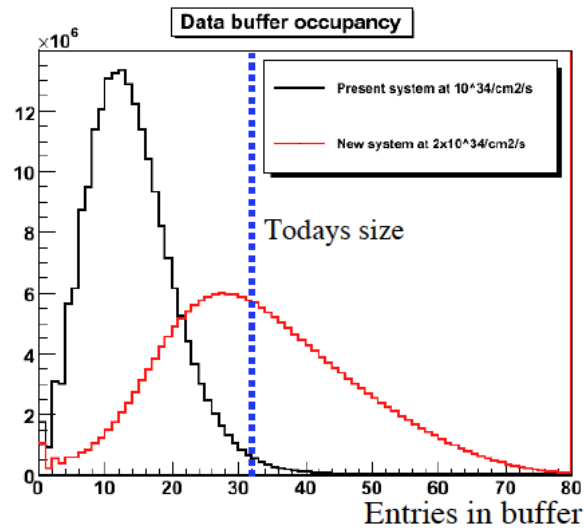 Data buffer occupancy
×10^6
Present system at 10^34/cm2/s
New system at 2x10^34/cm2/s
Todays size
12
10
8
6
4
2
0
0 10 20 30 40 50 60 70 80
Entries in buffer